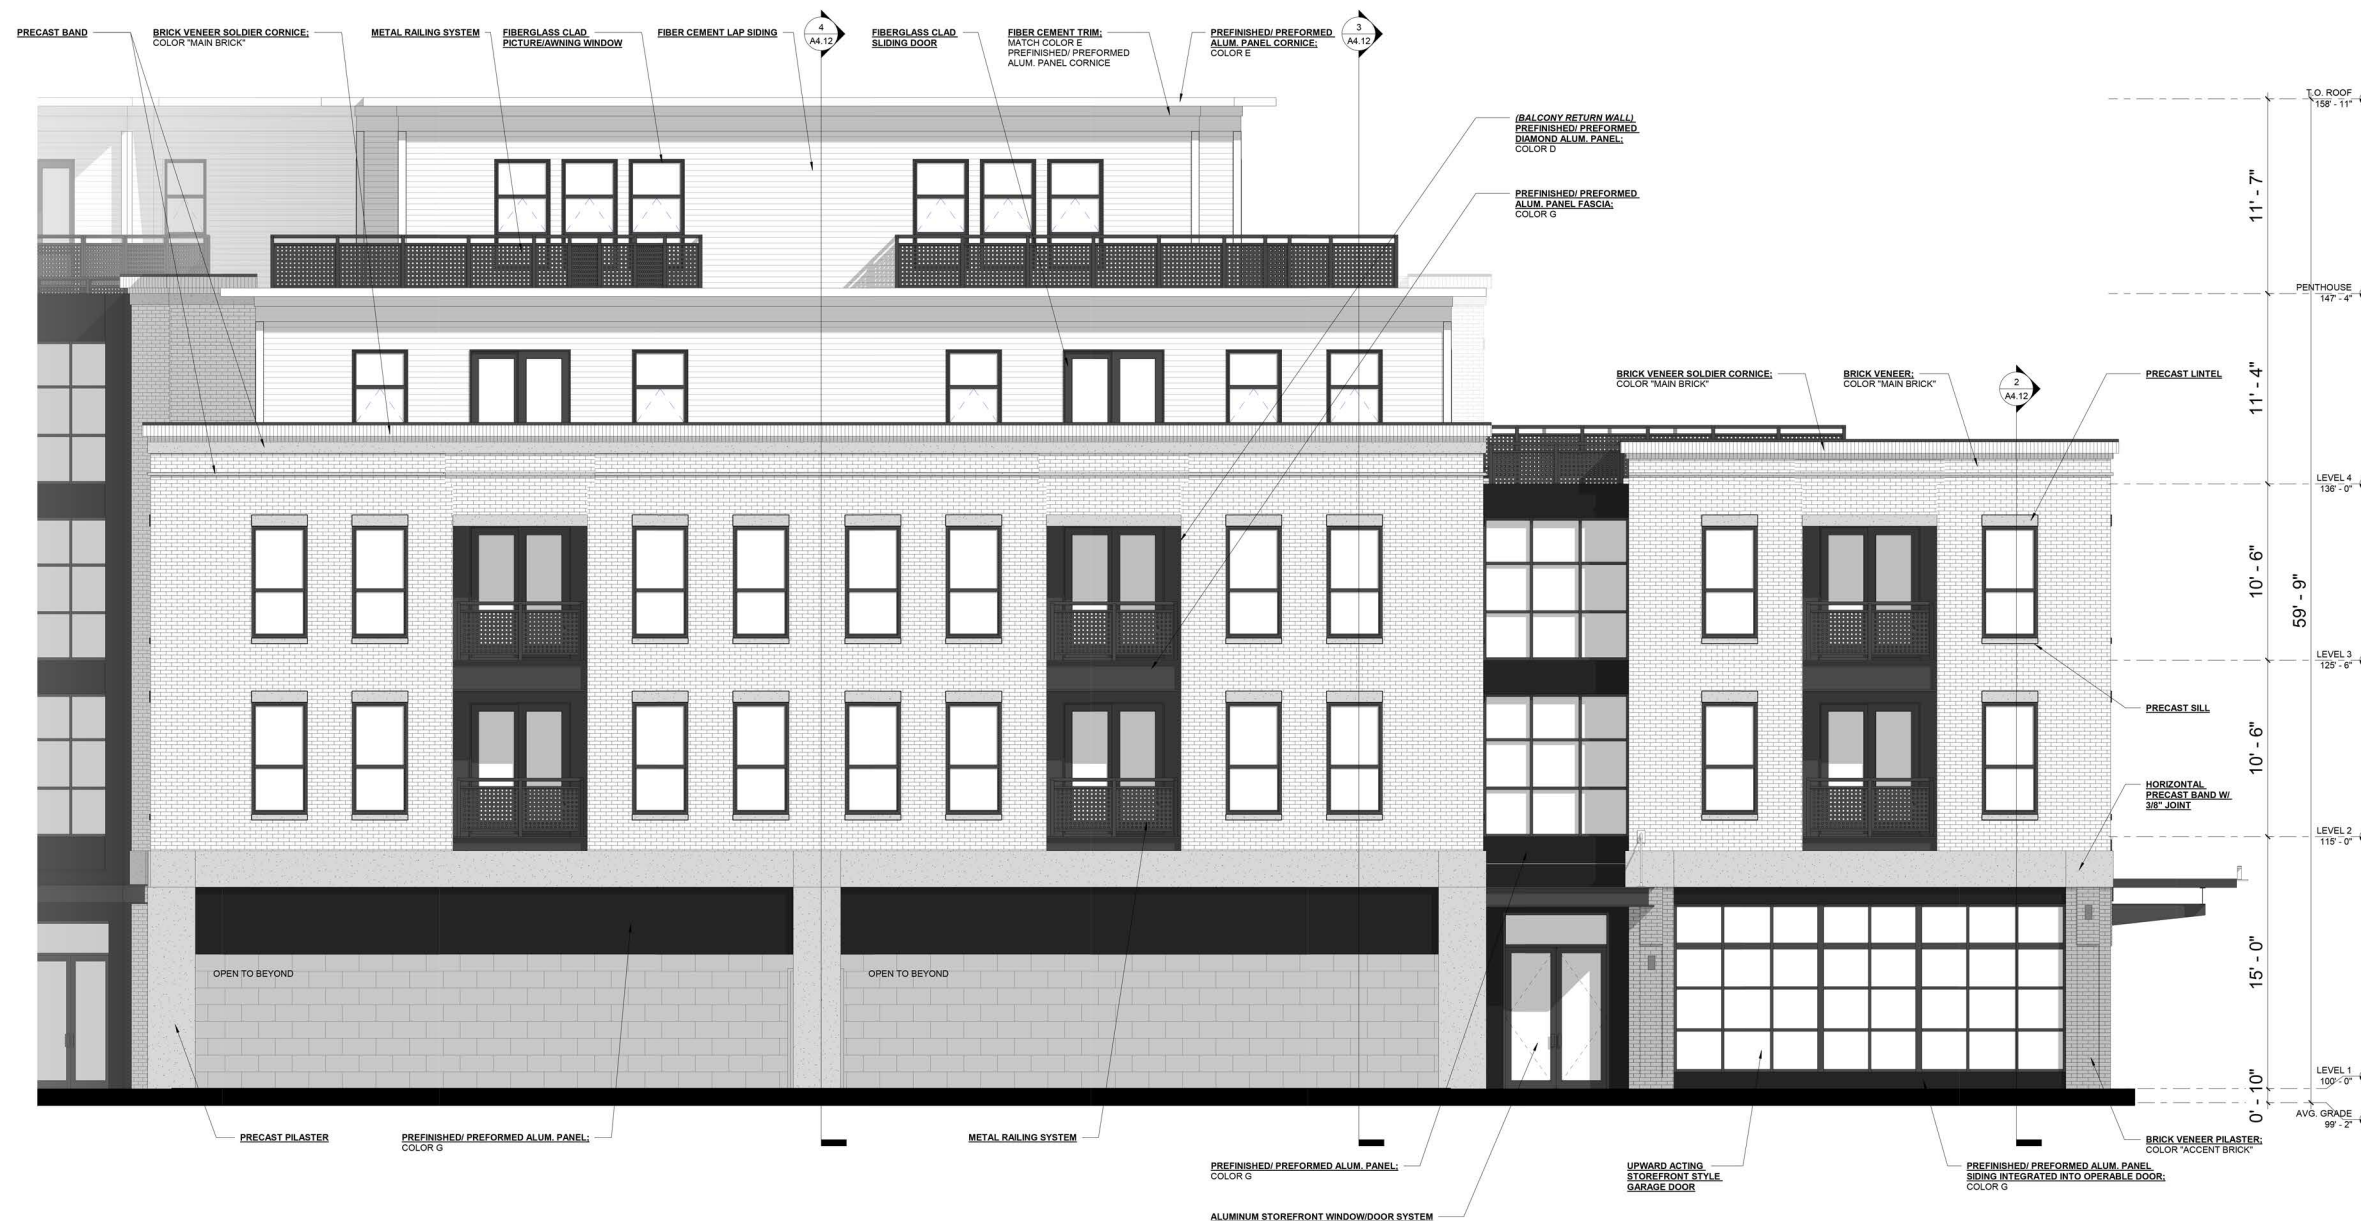 PRECAST BAND
BRICK VENEER SOLDIER CORNICE;
COLOR "MAIN BRICK"
METAL RAILING SYSTEM
FIBERGLASS CLAD
PICTURE/AWNING WINDOW
FIBER CEMENT LAP SIDING
4
A4.12
FIBERGLASS CLAD
SLIDING DOOR
FIBER CEMENT TRIM;
MATCH COLOR E
PREFINISHED/ PREFORMED
ALUM. PANEL CORNICE
PREFINISHED/ PREFORMED
ALUM. PANEL CORNICE;
COLOR E
3
A4.12
T.O. ROOF
158' - 11"
(BALCONY RETURN WALL)
PREFINISHED/ PREFORMED
DIAMOND ALUM. PANEL;
COLOR D
PREFINISHED/ PREFORMED
ALUM. PANEL FASCIA;
COLOR G
11' - 7"
PENTHOUSE
147' - 4"
BRICK VENEER SOLDIER CORNICE;
COLOR "MAIN BRICK"
BRICK VENEER;
COLOR "MAIN BRICK"
2
A4.12
PRECAST LINTEL
11' - 4"
LEVEL 4
136' - 0"
10' - 6"
59' - 9"
LEVEL 3
125' - 6"
PRECAST SILL
10' - 6"
HORIZONTAL
PRECAST BAND W/
3/8" JOINT
LEVEL 2
115' - 0"
OPEN TO BEYOND
OPEN TO BEYOND
15' - 0"
LEVEL 1
100' - 0"
0' - 10"
AVG. GRADE
99' - 2"
PRECAST PILASTER
PREFINISHED/ PREFORMED ALUM. PANEL;
COLOR G
METAL RAILING SYSTEM
PREFINISHED/ PREFORMED ALUM. PANEL;
COLOR G
ALUMINUM STOREFRONT WINDOW/DOOR SYSTEM
UPWARD ACTING
STOREFRONT STYLE
GARAGE DOOR
PREFINISHED/ PREFORMED ALUM. PANEL
SIDING INTEGRATED INTO OPERABLE DOOR;
COLOR G
BRICK VENEER PILASTER;
COLOR "ACCENT BRICK"